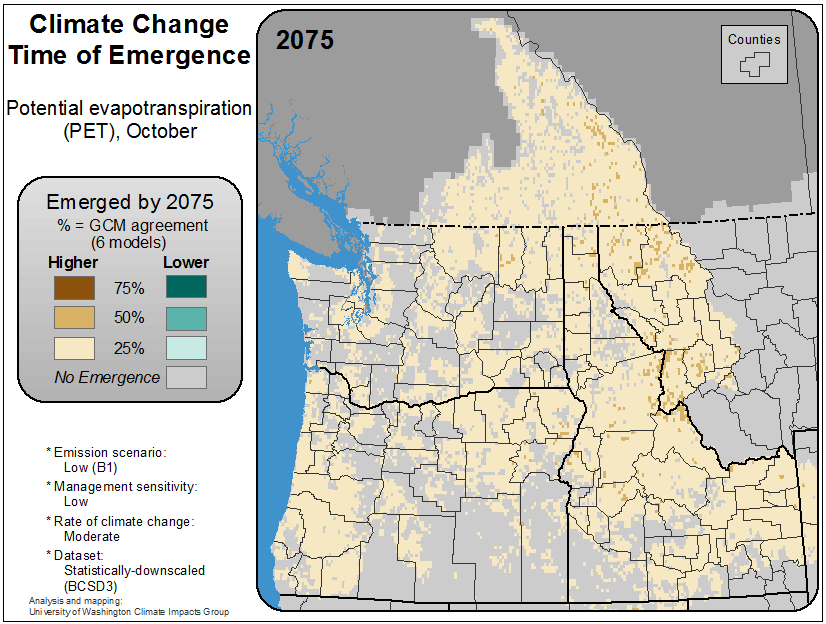 Climate Change
Time of Emergence
Potential evapotranspiration
(PET), October
Emerged by 2075
% = GCM agreement
(6 models)
Higher
Lower
75%
50%
25%
No Emergence
* Emission scenario:
Low (B1)
* Management sensitivity:
Low
* Rate of climate change:
Moderate
* Dataset:
Statistically-downscaled
(BCSD3)
Analysis and mapping:
University of Washington Climate Impacts Group
2075
Counties